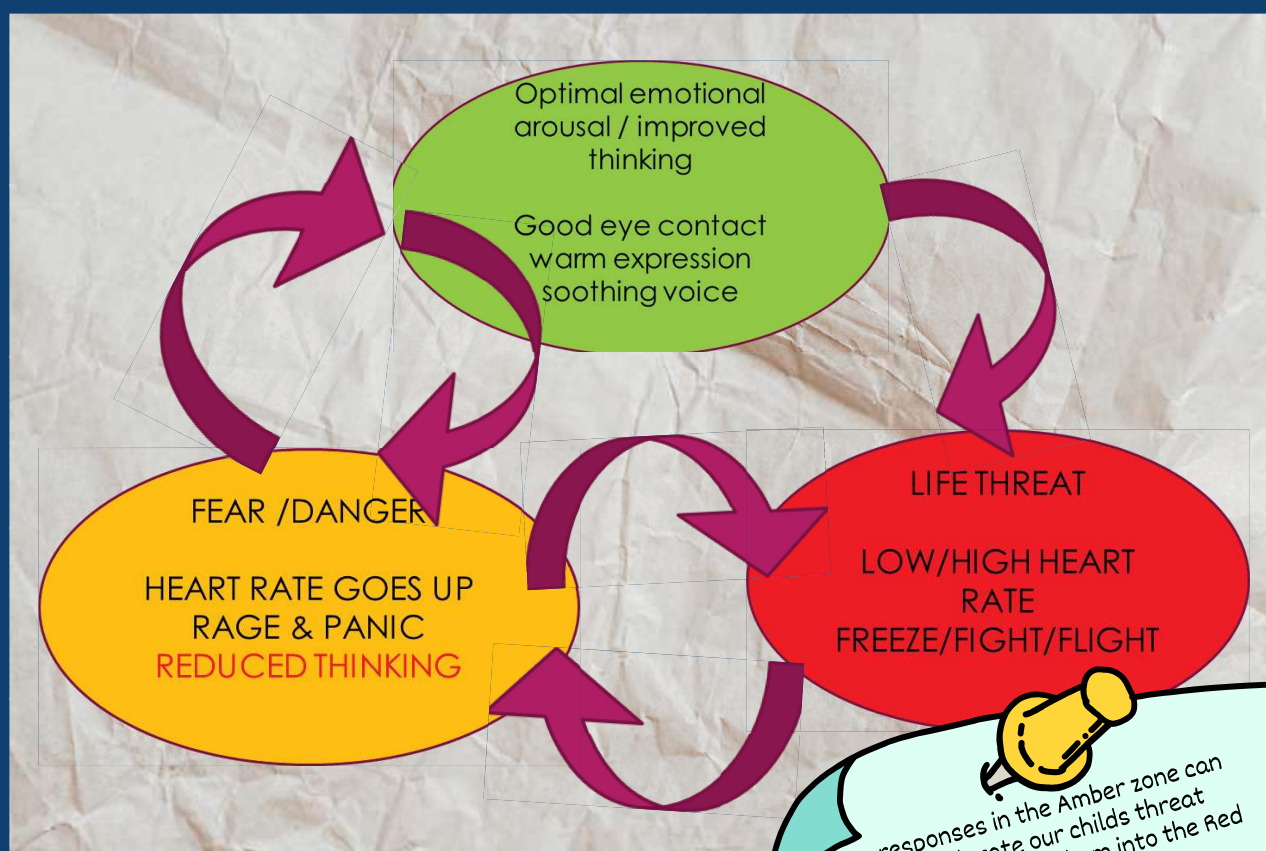 Optimal emotional
arousal / improved
thinking
Good eye contact
warm expression
soothing voice
FEAR /DANGER
HEART RATE GOES UP
RAGE & PANIC
REDUCED THINKING
LIFE THREAT
LOW/HIGH HEART
RATE
FREEZE/FIGHT/FLIGHT
responses in the Amber zone can
our childs threat
into the Red